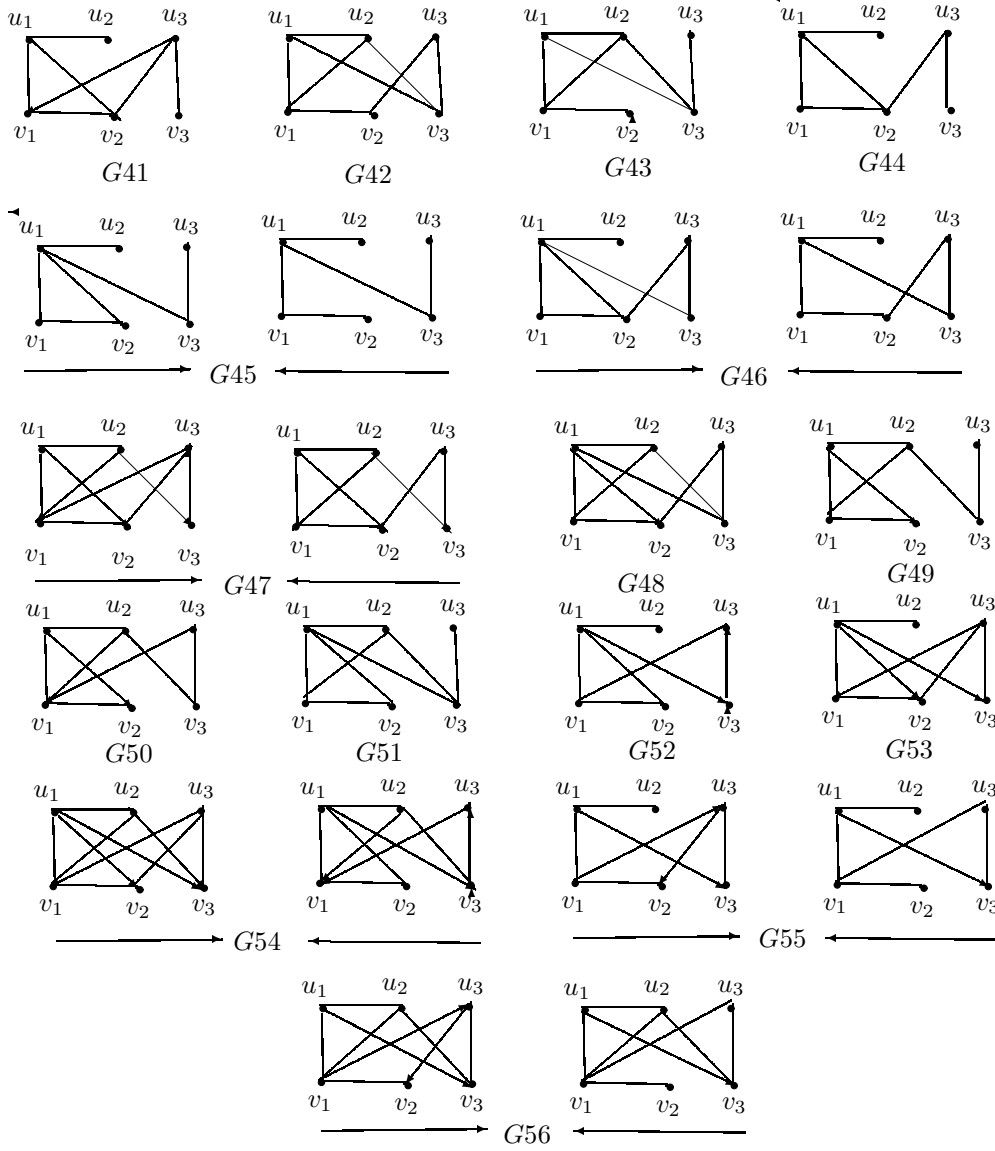 u1 u2 u3 u1 u2 u3 u1 u2 u3 u1 u2 u3
v1 v2 v3 v1 v2 v3 v1 v2 v3 v1 v2 v3
G41 G42 G43 G44
u1 u2 u3 u1 u2 u3 u1 u2 u3 u1 u2 u3
v1 v2 v3 v1 v2 v3 v1 v2 v3 v1 v2 v3
G45 G46
u1 u2 u3 u1 u2 u3 u1 u2 u3 u1 u2 u3
v1 v2 v3 v1 v2 v3 v1 v2 v3 v1 v2 v3
G47 G48 G49
u1 u2 u3 u1 u2 u3 u1 u2 u3 u1 u2 u3
v1 v2 v3 v1 v2 v3 v1 v2 v3 v1 v2 v3
G50 G51 G52 G53
u1 u2 u3 u1 u2 u3 u1 u2 u3 u1 u2 u3
v1 v2 v3 v1 v2 v3 v1 v2 v3 v1 v2 v3
G54 G55
u1 u2 u3 u1 u2 u3
v1 v2 v3 v1 v2 v3
G56